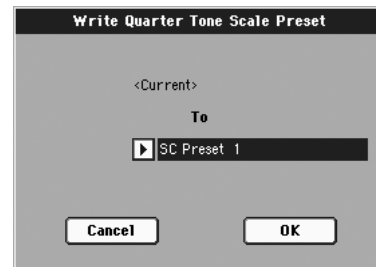 Write Quarter Tone Scale Preset
<Current>
To
SC Preset 1
Cancel OK